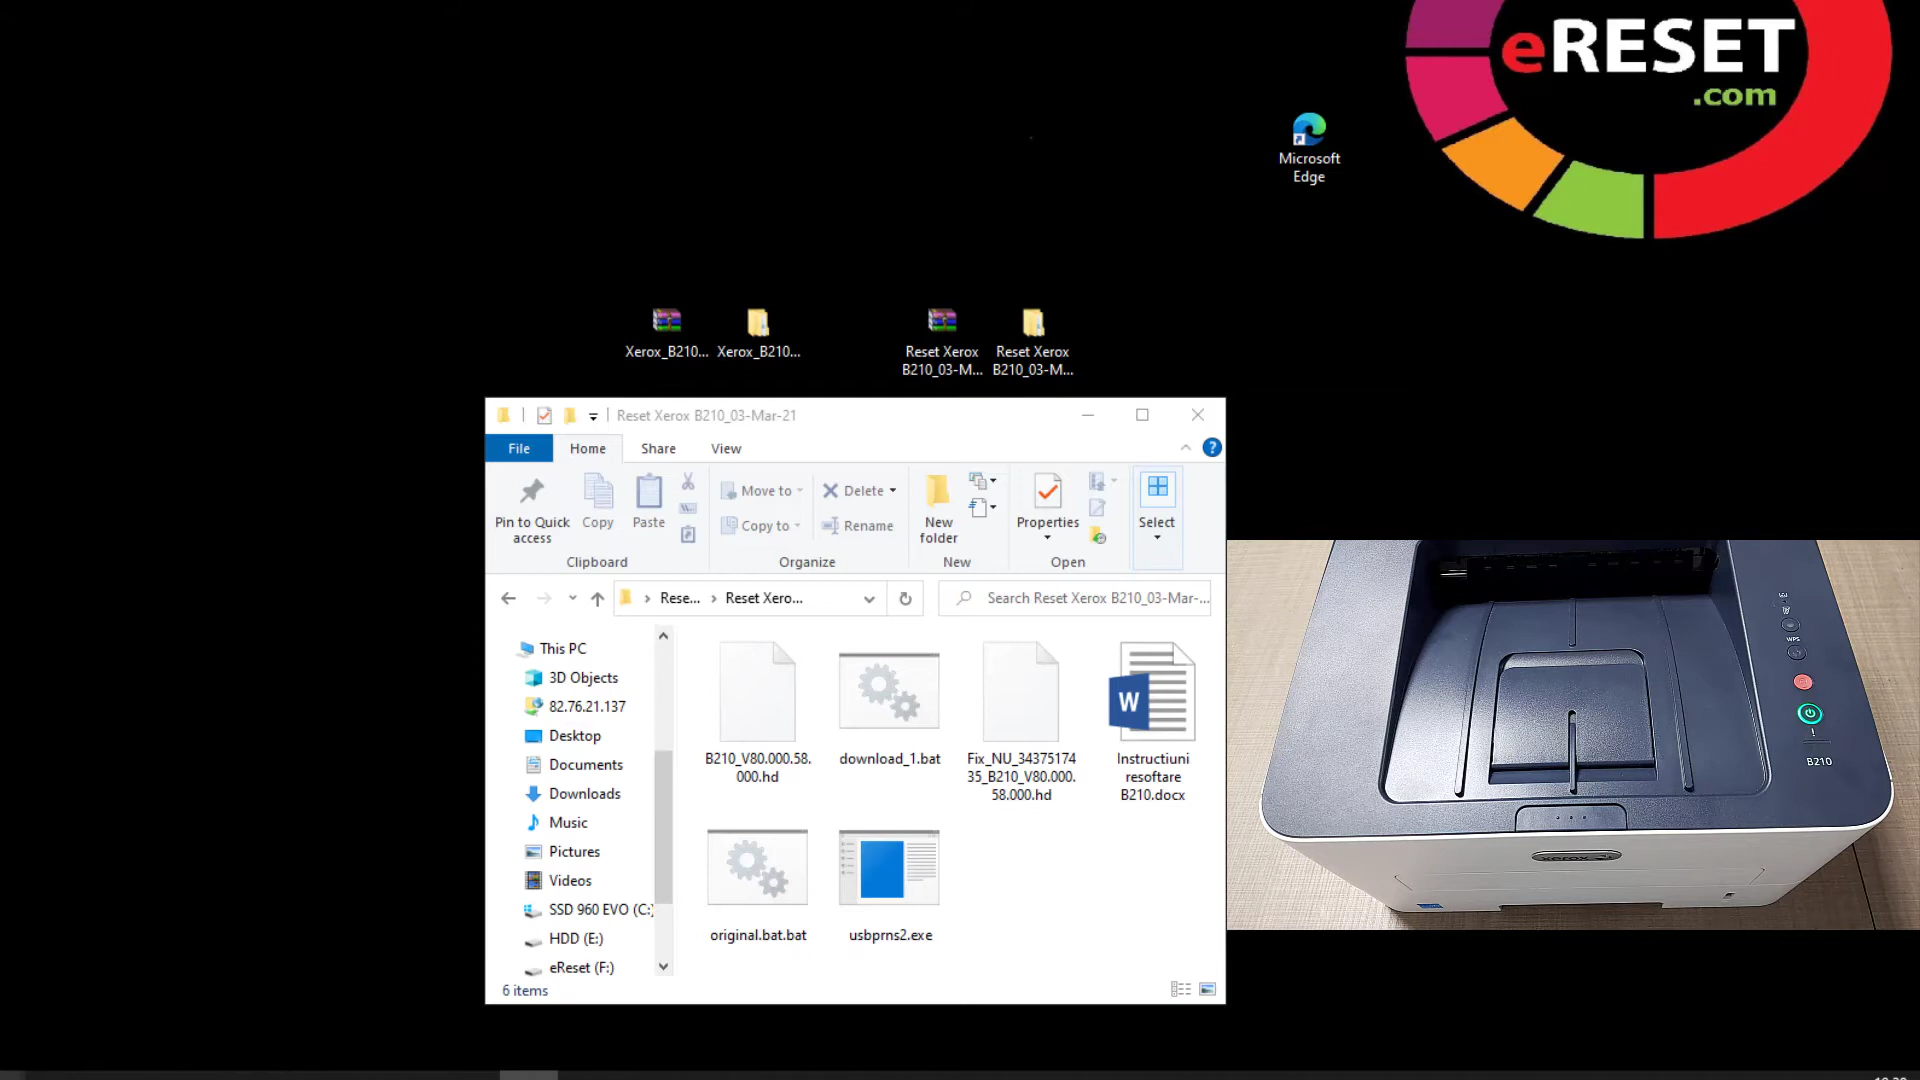 eRESET
.com
Microsoft
Edge
Xerox_B210...
Xerox_B210...
Reset Xerox
B210_03-M...
Reset Xerox
B210_03-M...
Reset Xerox B210_03-Mar-21
File
Home
Share
View
Pin to Quick
access
Copy
Paste
Clipboard
Move to
Copy to
Delete
Rename
Organize
New
folder
New
Properties
Open
Select
Rese...
Reset Xero...
Search Reset Xerox B210_03-Mar-...
This PC
3D Objects
82.76.21.137
Desktop
Documents
Downloads
Music
Pictures
Videos
SSD 960 EVO (C:)
HDD (E:)
eReset (F:)
B210_V80.000.58.
000.hd
download_1.bat
Fix_NU_34375174
35_B210_V80.000.
58.000.hd
W
Instructiuni
resoftare
B210.docx
original.bat.bat
usbprns2.exe
6 items
WPS
B210
xerox